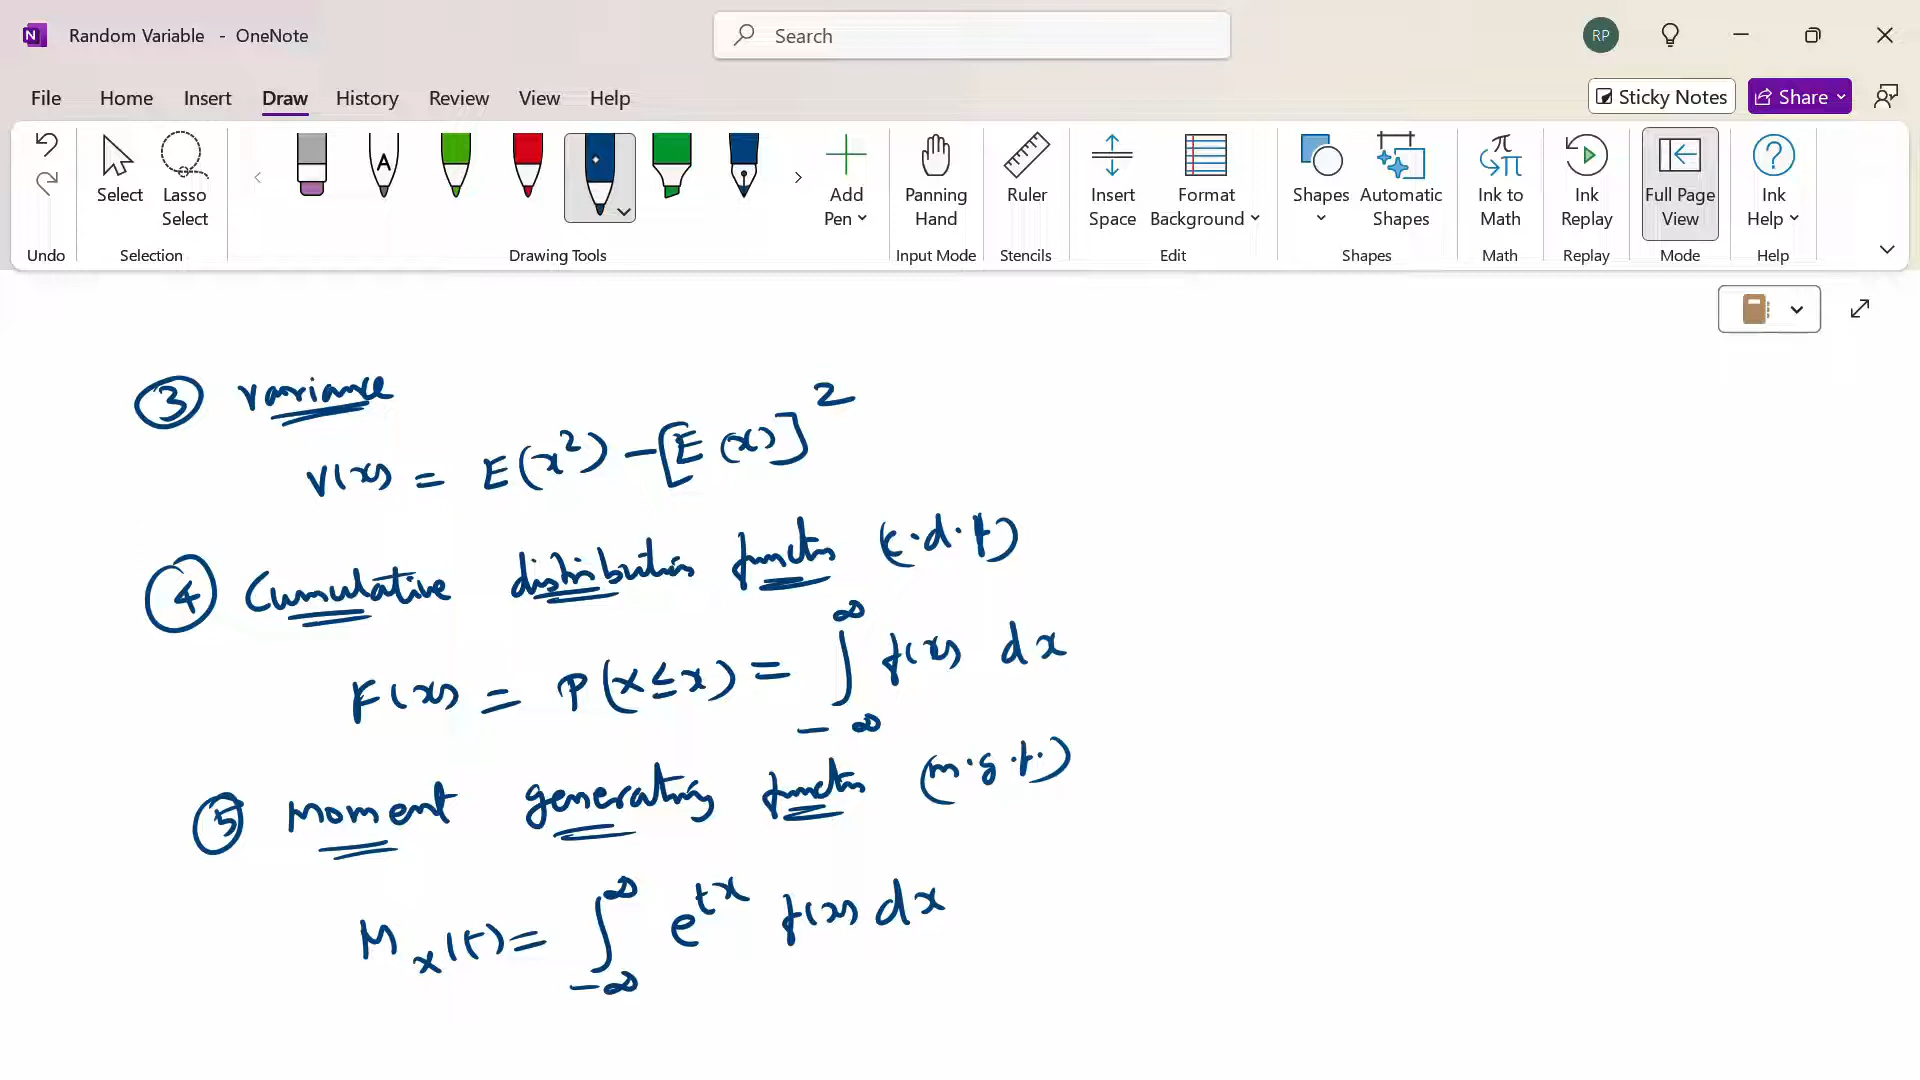 Random Variable - OneNote
Search
RP
File Home Insert Draw History Review View Help
Sticky Notes Share
Undo
Select
Lasso Select
Selection
Drawing Tools
Add Pen
Panning Hand
Input Mode
Ruler
Stencils
Insert Space
Format Background
Edit
Shapes
Automatic Shapes
Shapes
Ink to Math
Math
Ink Replay
Replay
Full Page View
Mode
Ink Help
Help
③ variance
V(x) = E(x²) - [E(x)]²
④ Cumulative distribution function (c.d.f)
F(x) = P(X≤x) = ∫_{-∞}^{∞} f(x) dx
⑤ Moment generating function (m.g.f.)
M_x(t) = ∫_{-∞}^{∞} e^{tx} f(x) dx